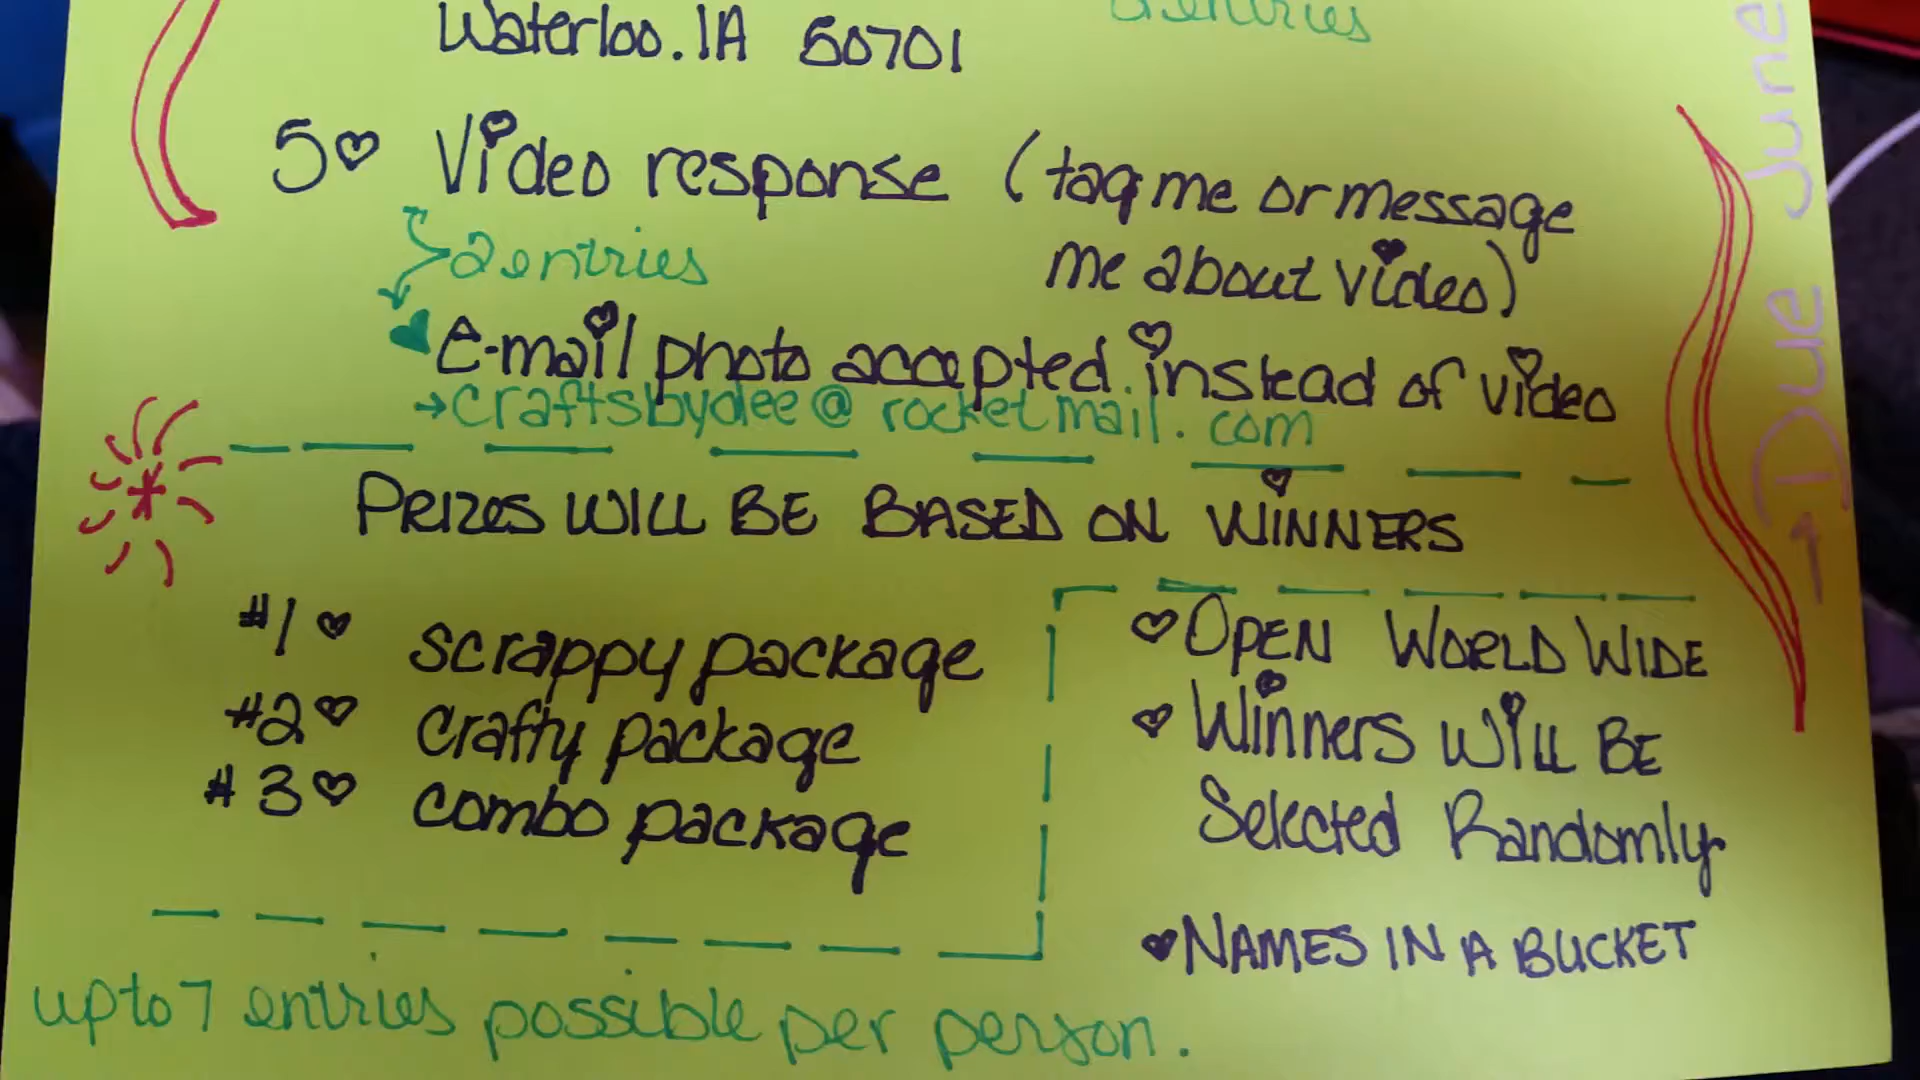 Waterloo. IA 50701
entries
5♡ Video response (tag me or message
me about video)
2 entries
♥ E-mail photo accepted. instead of video
→ craftsbydee@rocketmail.com
PRIZES WILL BE BASED ON WINNERS
#1♡ scrappy package
#2♡ crafty package
#3♡ combo package
♡ OPEN WORLD WIDE
♡ Winners WILL BE
Selected Randomly
♥ NAMES IN A BUCKET
up to 7 entries possible per person.
→ Due June